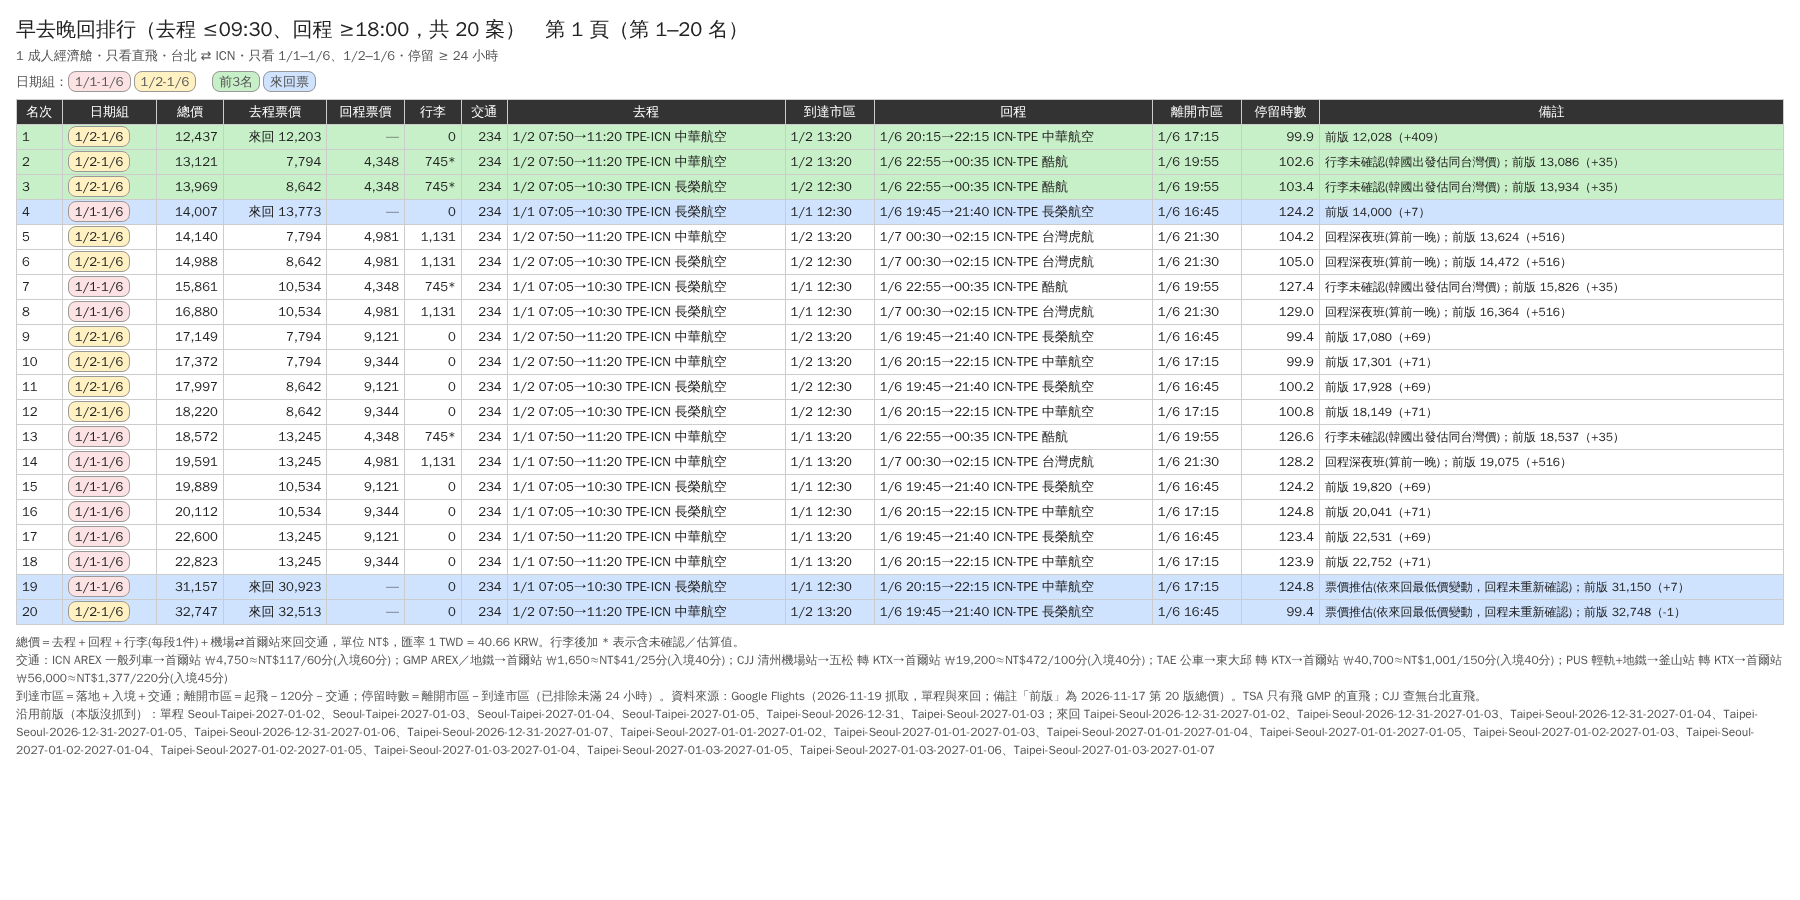 早去晚回排行（去程 ≤09:30、回程 ≥18:00，共 20 案） 第 1 頁（第 1–20 名）
1 成人經濟艙・只看直飛・台北 ⇄ ICN・只看 1/1–1/6、1/2–1/6・停留 ≥ 24 小時
日期組： 1/1-1/6 1/2-1/6 前3名 來回票
名次 日期組 總價 去程票價 回程票價 行李 交通 去程 到達市區 回程 離開市區 停留時數 備註
1 1/2-1/6 12,437 來回 12,203 — 0 234 1/2 07:50→11:20 TPE-ICN 中華航空 1/2 13:20 1/6 20:15→22:15 ICN-TPE 中華航空 1/6 17:15 99.9 前版 12,028（+409）
2 1/2-1/6 13,121 7,794 4,348 745* 234 1/2 07:50→11:20 TPE-ICN 中華航空 1/2 13:20 1/6 22:55→00:35 ICN-TPE 酷航 1/6 19:55 102.6 行李未確認(韓國出發估同台灣價)；前版 13,086（+35）
3 1/2-1/6 13,969 8,642 4,348 745* 234 1/2 07:05→10:30 TPE-ICN 長榮航空 1/2 12:30 1/6 22:55→00:35 ICN-TPE 酷航 1/6 19:55 103.4 行李未確認(韓國出發估同台灣價)；前版 13,934（+35）
4 1/1-1/6 14,007 來回 13,773 — 0 234 1/1 07:05→10:30 TPE-ICN 長榮航空 1/1 12:30 1/6 19:45→21:40 ICN-TPE 長榮航空 1/6 16:45 124.2 前版 14,000（+7）
5 1/2-1/6 14,140 7,794 4,981 1,131 234 1/2 07:50→11:20 TPE-ICN 中華航空 1/2 13:20 1/7 00:30→02:15 ICN-TPE 台灣虎航 1/6 21:30 104.2 回程深夜班(算前一晚)；前版 13,624（+516）
6 1/2-1/6 14,988 8,642 4,981 1,131 234 1/2 07:05→10:30 TPE-ICN 長榮航空 1/2 12:30 1/7 00:30→02:15 ICN-TPE 台灣虎航 1/6 21:30 105.0 回程深夜班(算前一晚)；前版 14,472（+516）
7 1/1-1/6 15,861 10,534 4,348 745* 234 1/1 07:05→10:30 TPE-ICN 長榮航空 1/1 12:30 1/6 22:55→00:35 ICN-TPE 酷航 1/6 19:55 127.4 行李未確認(韓國出發估同台灣價)；前版 15,826（+35）
8 1/1-1/6 16,880 10,534 4,981 1,131 234 1/1 07:05→10:30 TPE-ICN 長榮航空 1/1 12:30 1/7 00:30→02:15 ICN-TPE 台灣虎航 1/6 21:30 129.0 回程深夜班(算前一晚)；前版 16,364（+516）
9 1/2-1/6 17,149 7,794 9,121 0 234 1/2 07:50→11:20 TPE-ICN 中華航空 1/2 13:20 1/6 19:45→21:40 ICN-TPE 長榮航空 1/6 16:45 99.4 前版 17,080（+69）
10 1/2-1/6 17,372 7,794 9,344 0 234 1/2 07:50→11:20 TPE-ICN 中華航空 1/2 13:20 1/6 20:15→22:15 ICN-TPE 中華航空 1/6 17:15 99.9 前版 17,301（+71）
11 1/2-1/6 17,997 8,642 9,121 0 234 1/2 07:05→10:30 TPE-ICN 長榮航空 1/2 12:30 1/6 19:45→21:40 ICN-TPE 長榮航空 1/6 16:45 100.2 前版 17,928（+69）
12 1/2-1/6 18,220 8,642 9,344 0 234 1/2 07:05→10:30 TPE-ICN 長榮航空 1/2 12:30 1/6 20:15→22:15 ICN-TPE 中華航空 1/6 17:15 100.8 前版 18,149（+71）
13 1/1-1/6 18,572 13,245 4,348 745* 234 1/1 07:50→11:20 TPE-ICN 中華航空 1/1 13:20 1/6 22:55→00:35 ICN-TPE 酷航 1/6 19:55 126.6 行李未確認(韓國出發估同台灣價)；前版 18,537（+35）
14 1/1-1/6 19,591 13,245 4,981 1,131 234 1/1 07:50→11:20 TPE-ICN 中華航空 1/1 13:20 1/7 00:30→02:15 ICN-TPE 台灣虎航 1/6 21:30 128.2 回程深夜班(算前一晚)；前版 19,075（+516）
15 1/1-1/6 19,889 10,534 9,121 0 234 1/1 07:05→10:30 TPE-ICN 長榮航空 1/1 12:30 1/6 19:45→21:40 ICN-TPE 長榮航空 1/6 16:45 124.2 前版 19,820（+69）
16 1/1-1/6 20,112 10,534 9,344 0 234 1/1 07:05→10:30 TPE-ICN 長榮航空 1/1 12:30 1/6 20:15→22:15 ICN-TPE 中華航空 1/6 17:15 124.8 前版 20,041（+71）
17 1/1-1/6 22,600 13,245 9,121 0 234 1/1 07:50→11:20 TPE-ICN 中華航空 1/1 13:20 1/6 19:45→21:40 ICN-TPE 長榮航空 1/6 16:45 123.4 前版 22,531（+69）
18 1/1-1/6 22,823 13,245 9,344 0 234 1/1 07:50→11:20 TPE-ICN 中華航空 1/1 13:20 1/6 20:15→22:15 ICN-TPE 中華航空 1/6 17:15 123.9 前版 22,752（+71）
19 1/1-1/6 31,157 來回 30,923 — 0 234 1/1 07:05→10:30 TPE-ICN 長榮航空 1/1 12:30 1/6 20:15→22:15 ICN-TPE 中華航空 1/6 17:15 124.8 票價推估(依來回最低價變動，回程未重新確認)；前版 31,150（+7）
20 1/2-1/6 32,747 來回 32,513 — 0 234 1/2 07:50→11:20 TPE-ICN 中華航空 1/2 13:20 1/6 19:45→21:40 ICN-TPE 長榮航空 1/6 16:45 99.4 票價推估(依來回最低價變動，回程未重新確認)；前版 32,748（-1）
總價＝去程＋回程＋行李(每段1件)＋機場⇄首爾站來回交通，單位 NT$，匯率 1 TWD = 40.66 KRW。行李後加 * 表示含未確認／估算值。
交通：ICN AREX 一般列車→首爾站 ₩4,750≈NT$117/60分(入境60分)；GMP AREX／地鐵→首爾站 ₩1,650≈NT$41/25分(入境40分)；CJJ 清州機場站→五松 轉 KTX→首爾站 ₩19,200≈NT$472/100分(入境40分)；TAE 公車→東大邱 轉 KTX→首爾站 ₩40,700≈NT$1,001/150分(入境40分)；PUS 輕軌+地鐵→釜山站 轉 KTX→首爾站
₩56,000≈NT$1,377/220分(入境45分)
到達市區＝落地＋入境＋交通；離開市區＝起飛－120分－交通；停留時數＝離開市區－到達市區（已排除未滿 24 小時）。資料來源：Google Flights（2026-11-19 抓取，單程與來回；備註「前版」為 2026-11-17 第 20 版總價）。TSA 只有飛 GMP 的直飛；CJJ 查無台北直飛。
沿用前版（本版沒抓到）：單程 Seoul-Taipei-2027-01-02、Seoul-Taipei-2027-01-03、Seoul-Taipei-2027-01-04、Seoul-Taipei-2027-01-05、Taipei-Seoul-2026-12-31、Taipei-Seoul-2027-01-03；來回 Taipei-Seoul-2026-12-31-2027-01-02、Taipei-Seoul-2026-12-31-2027-01-03、Taipei-Seoul-2026-12-31-2027-01-04、Taipei-
Seoul-2026-12-31-2027-01-05、Taipei-Seoul-2026-12-31-2027-01-06、Taipei-Seoul-2026-12-31-2027-01-07、Taipei-Seoul-2027-01-01-2027-01-02、Taipei-Seoul-2027-01-01-2027-01-03、Taipei-Seoul-2027-01-01-2027-01-04、Taipei-Seoul-2027-01-01-2027-01-05、Taipei-Seoul-2027-01-02-2027-01-03、Taipei-Seoul-
2027-01-02-2027-01-04、Taipei-Seoul-2027-01-02-2027-01-05、Taipei-Seoul-2027-01-03-2027-01-04、Taipei-Seoul-2027-01-03-2027-01-05、Taipei-Seoul-2027-01-03-2027-01-06、Taipei-Seoul-2027-01-03-2027-01-07